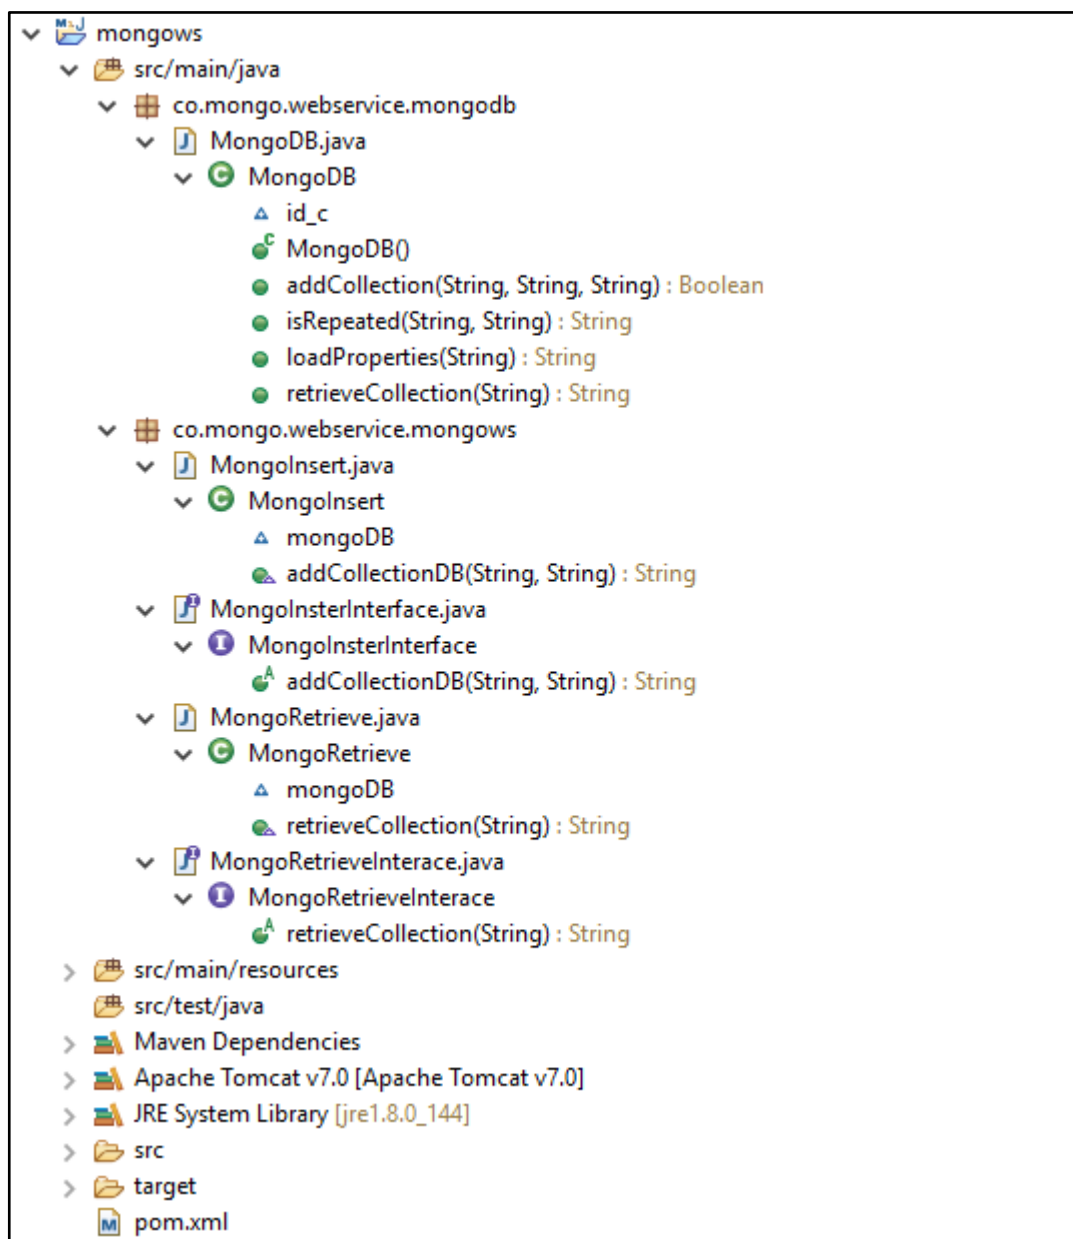 mongows
src/main/java
co.mongo.webservice.mongodb
MongoDB.java
MongoDB
id_c
MongoDB()
addCollection(String, String, String) : Boolean
isRepeated(String, String) : String
loadProperties(String) : String
retrieveCollection(String) : String
co.mongo.webservice.mongows
MongoInsert.java
MongoInsert
mongoDB
addCollectionDB(String, String) : String
MongoInsterInterface.java
MongoInsterInterface
addCollectionDB(String, String) : String
MongoRetrieve.java
MongoRetrieve
mongoDB
retrieveCollection(String) : String
MongoRetrieveInterace.java
MongoRetrieveInterace
retrieveCollection(String) : String
src/main/resources
src/test/java
Maven Dependencies
Apache Tomcat v7.0 [Apache Tomcat v7.0]
JRE System Library [jre1.8.0_144]
src
target
pom.xml